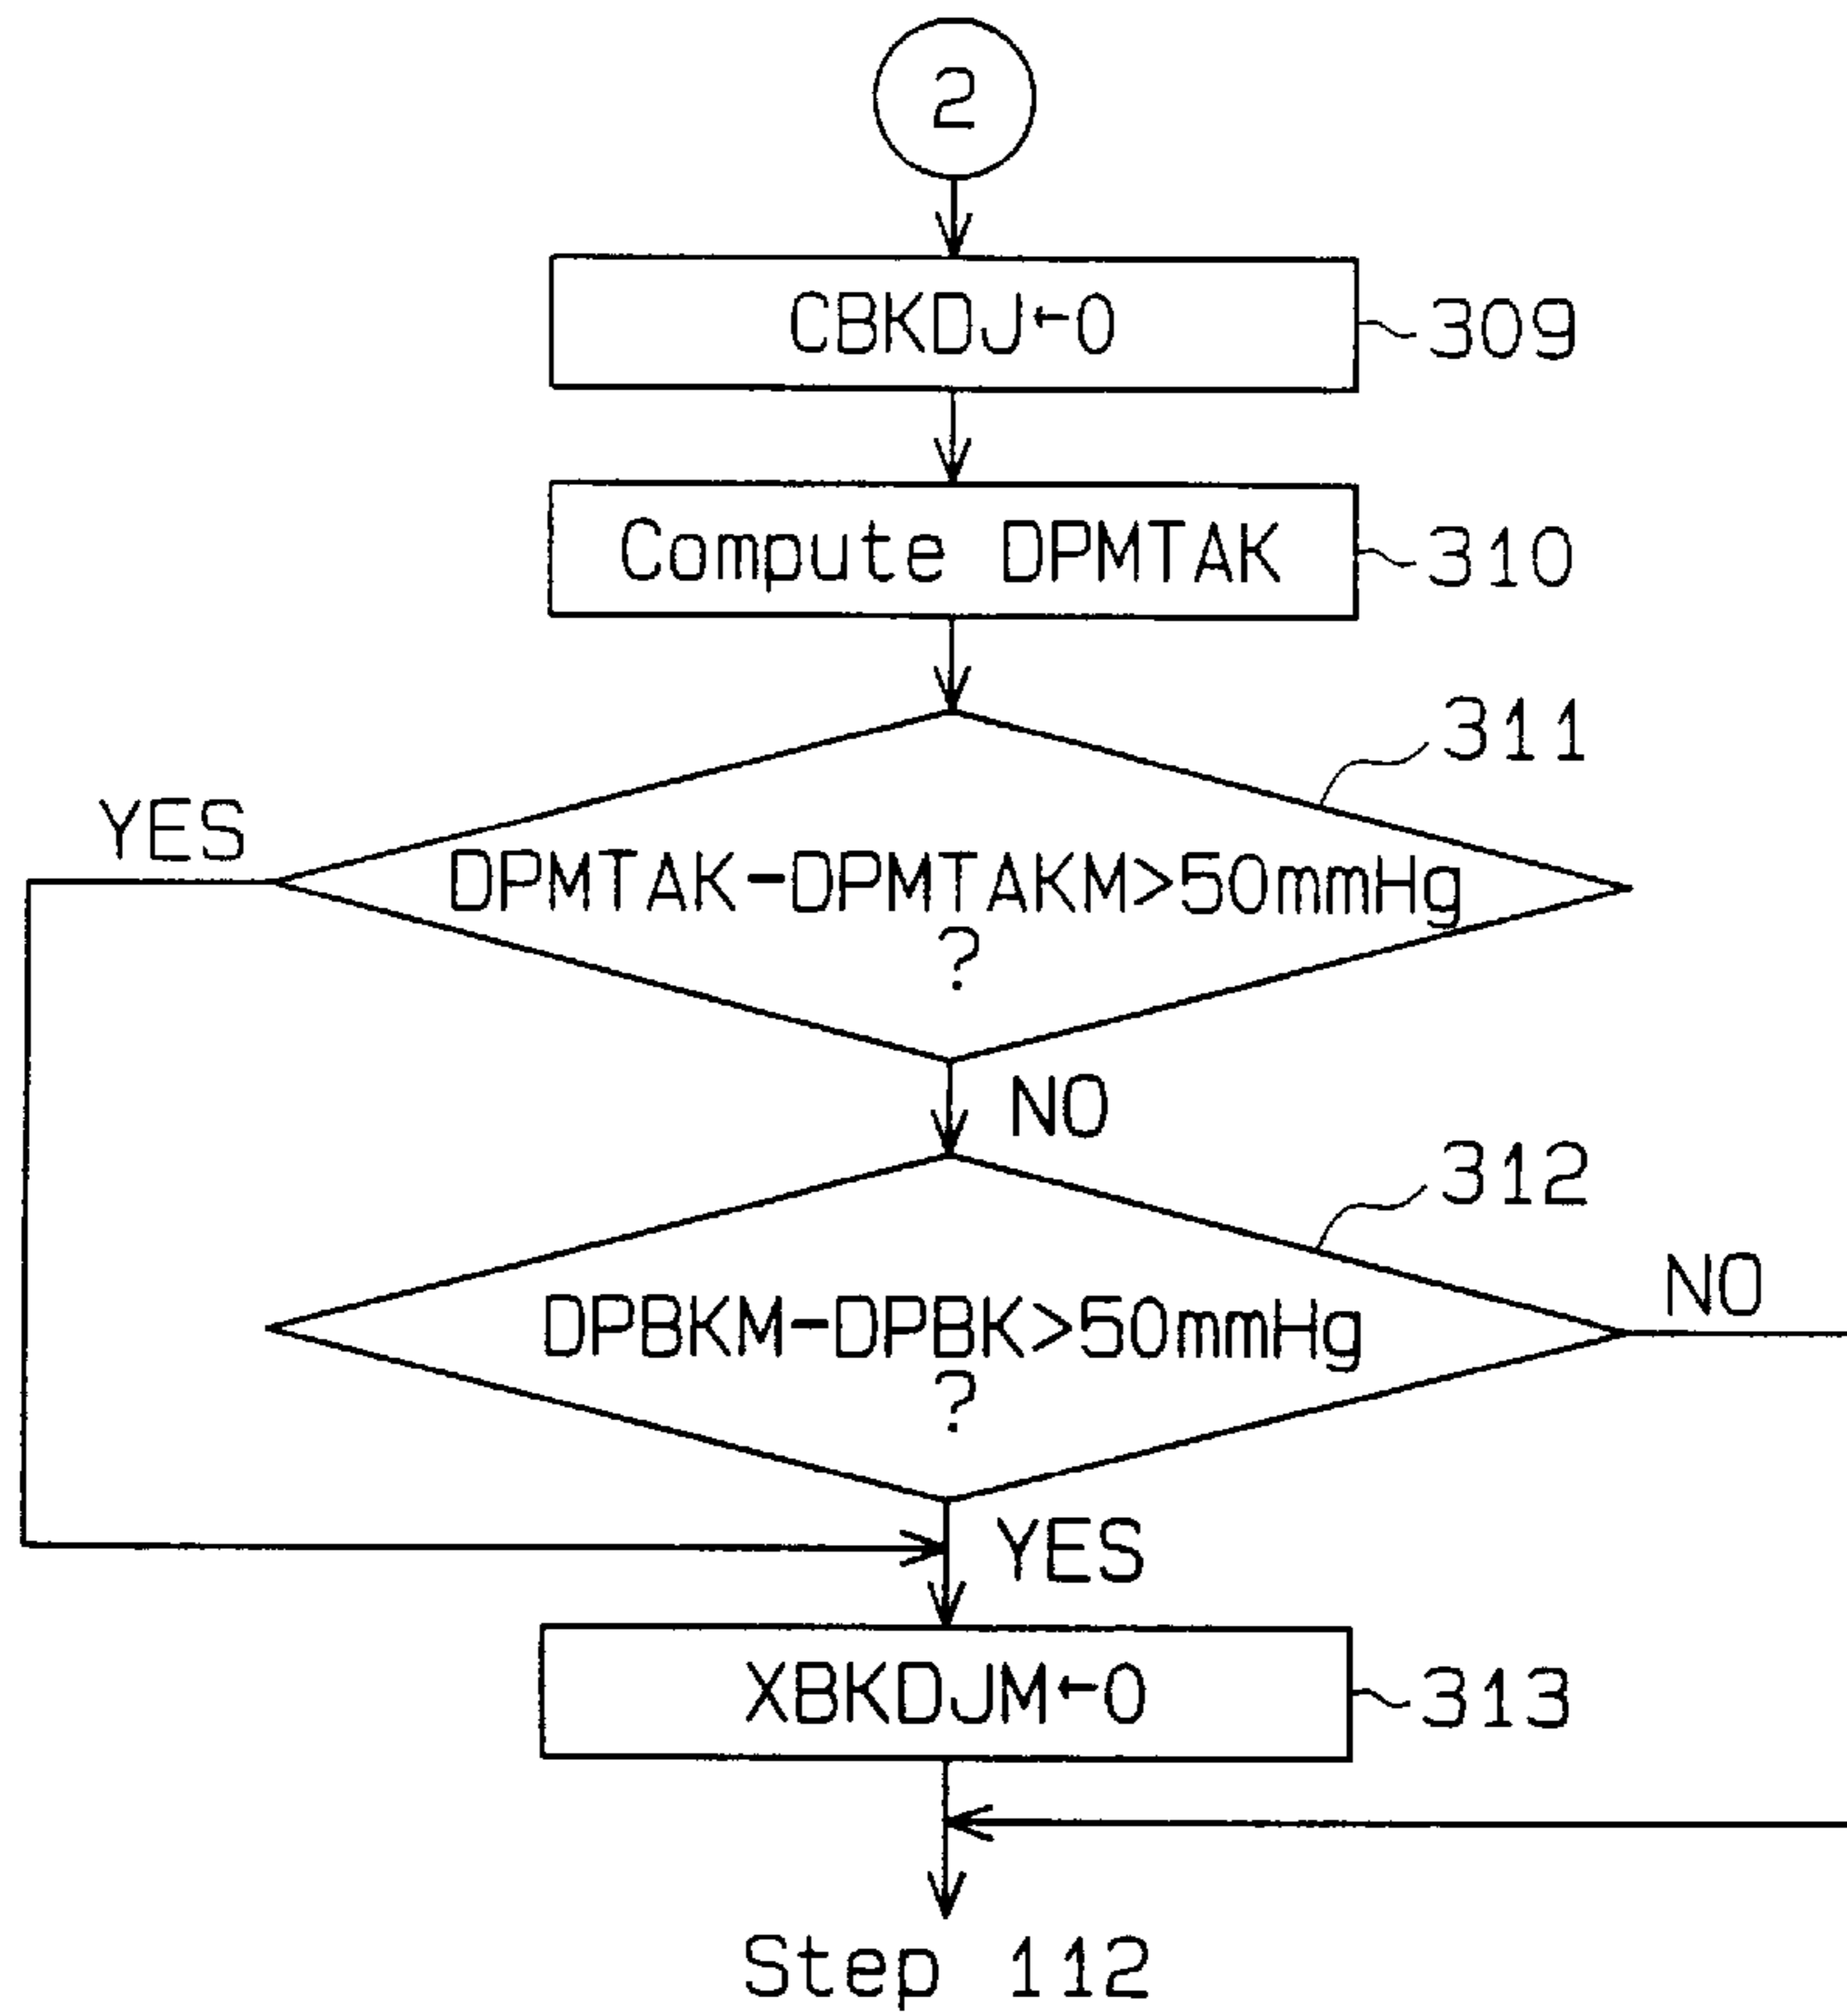 2
CBKDJ←0
309
Compute DPMTAK
310
311
YES
DPMTAK-DPMTAKM>50mmHg
?
NO
312
NO
DPBKM-DPBK>50mmHg
?
YES
XBKDJM←0
313
Step 112